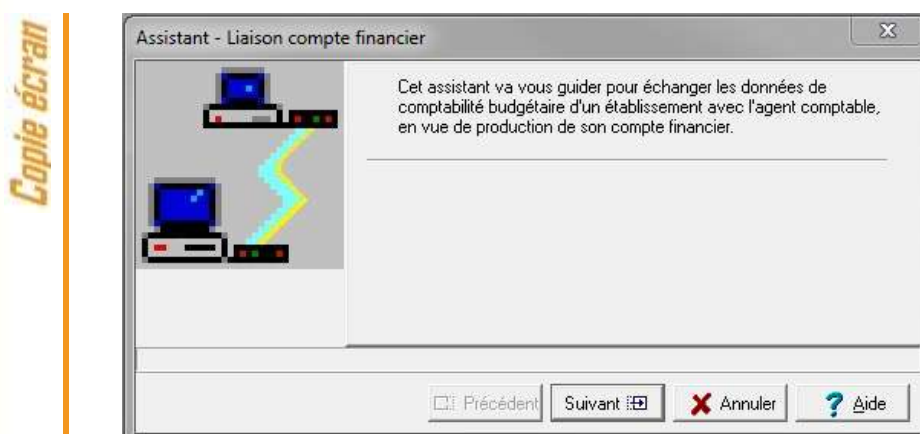 Copie écran
Assistant - Liaison compte financier
Cet assistant va vous guider pour échanger les données de
comptabilité budgétaire d'un établissement avec l'agent comptable,
en vue de production de son compte financier.
Précédent
Suivant
Annuler
Aide